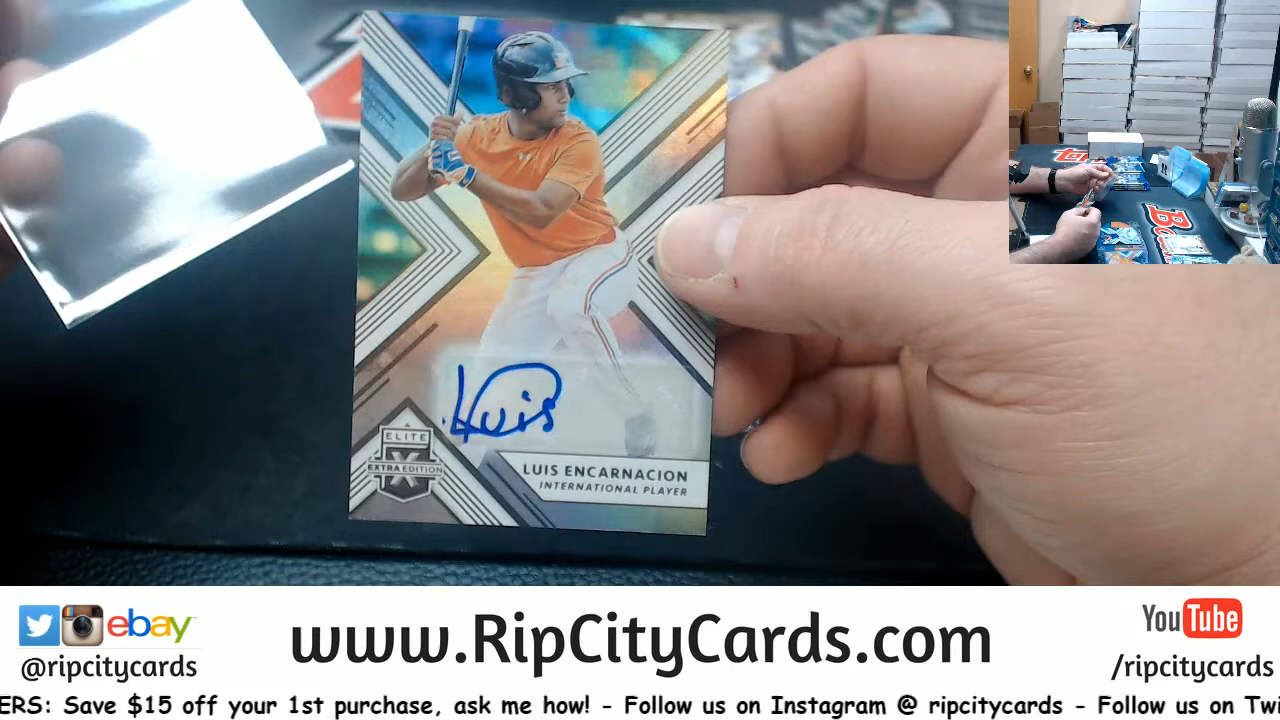 Luis
ELITE
X
EXTRA EDITION
LUIS ENCARNACION
INTERNATIONAL PLAYER
ebay
@ripcitycards
www.RipCityCards.com
YouTube
/ripcitycards
ERS: Save $15 off your 1st purchase, ask me how! - Follow us on Instagram @ ripcitycards - Follow us on Twi